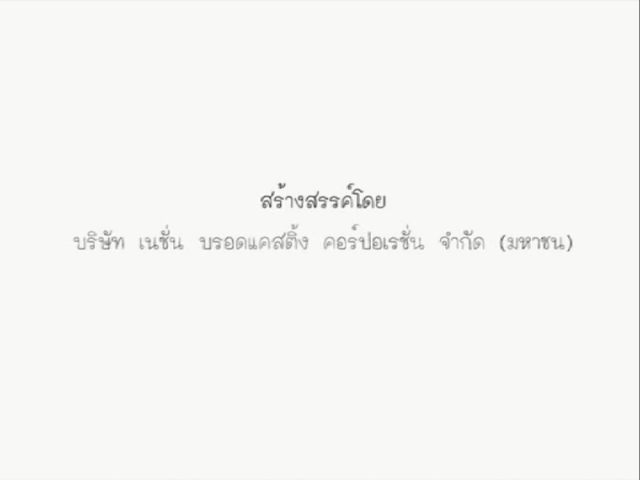 สร้างสรรค์โดย
บริษัท เนชั่น บรอดแคสติ้ง คอร์ปอเรชั่น จำกัด (มหาชน)